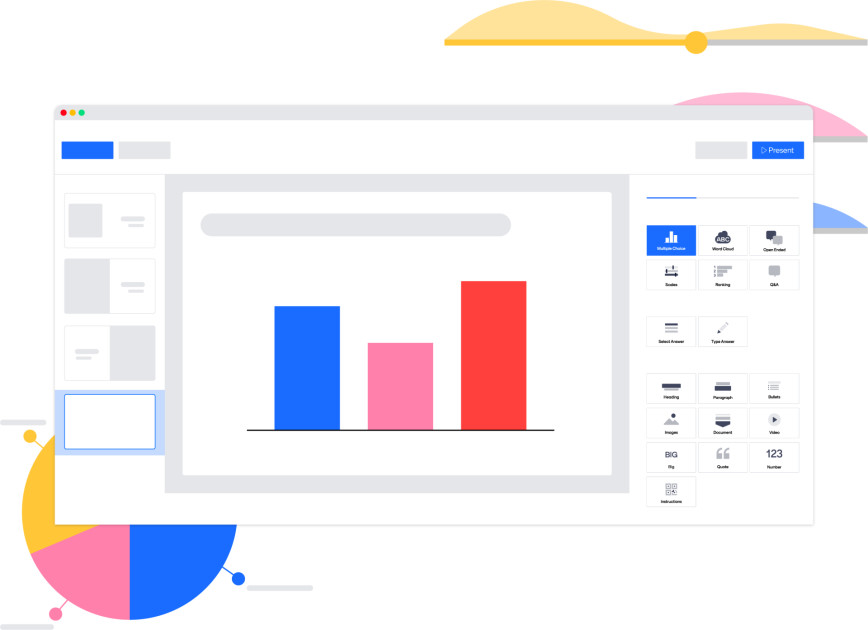 Present
Multiple Choice
ABC
Word Cloud
Open Ended
Scales
Ranking
Q&A
Select Answer
Type Answer
Heading
Paragraph
Bullets
Images
Document
Video
BIG
Big
Quote
123
Number
Instructions